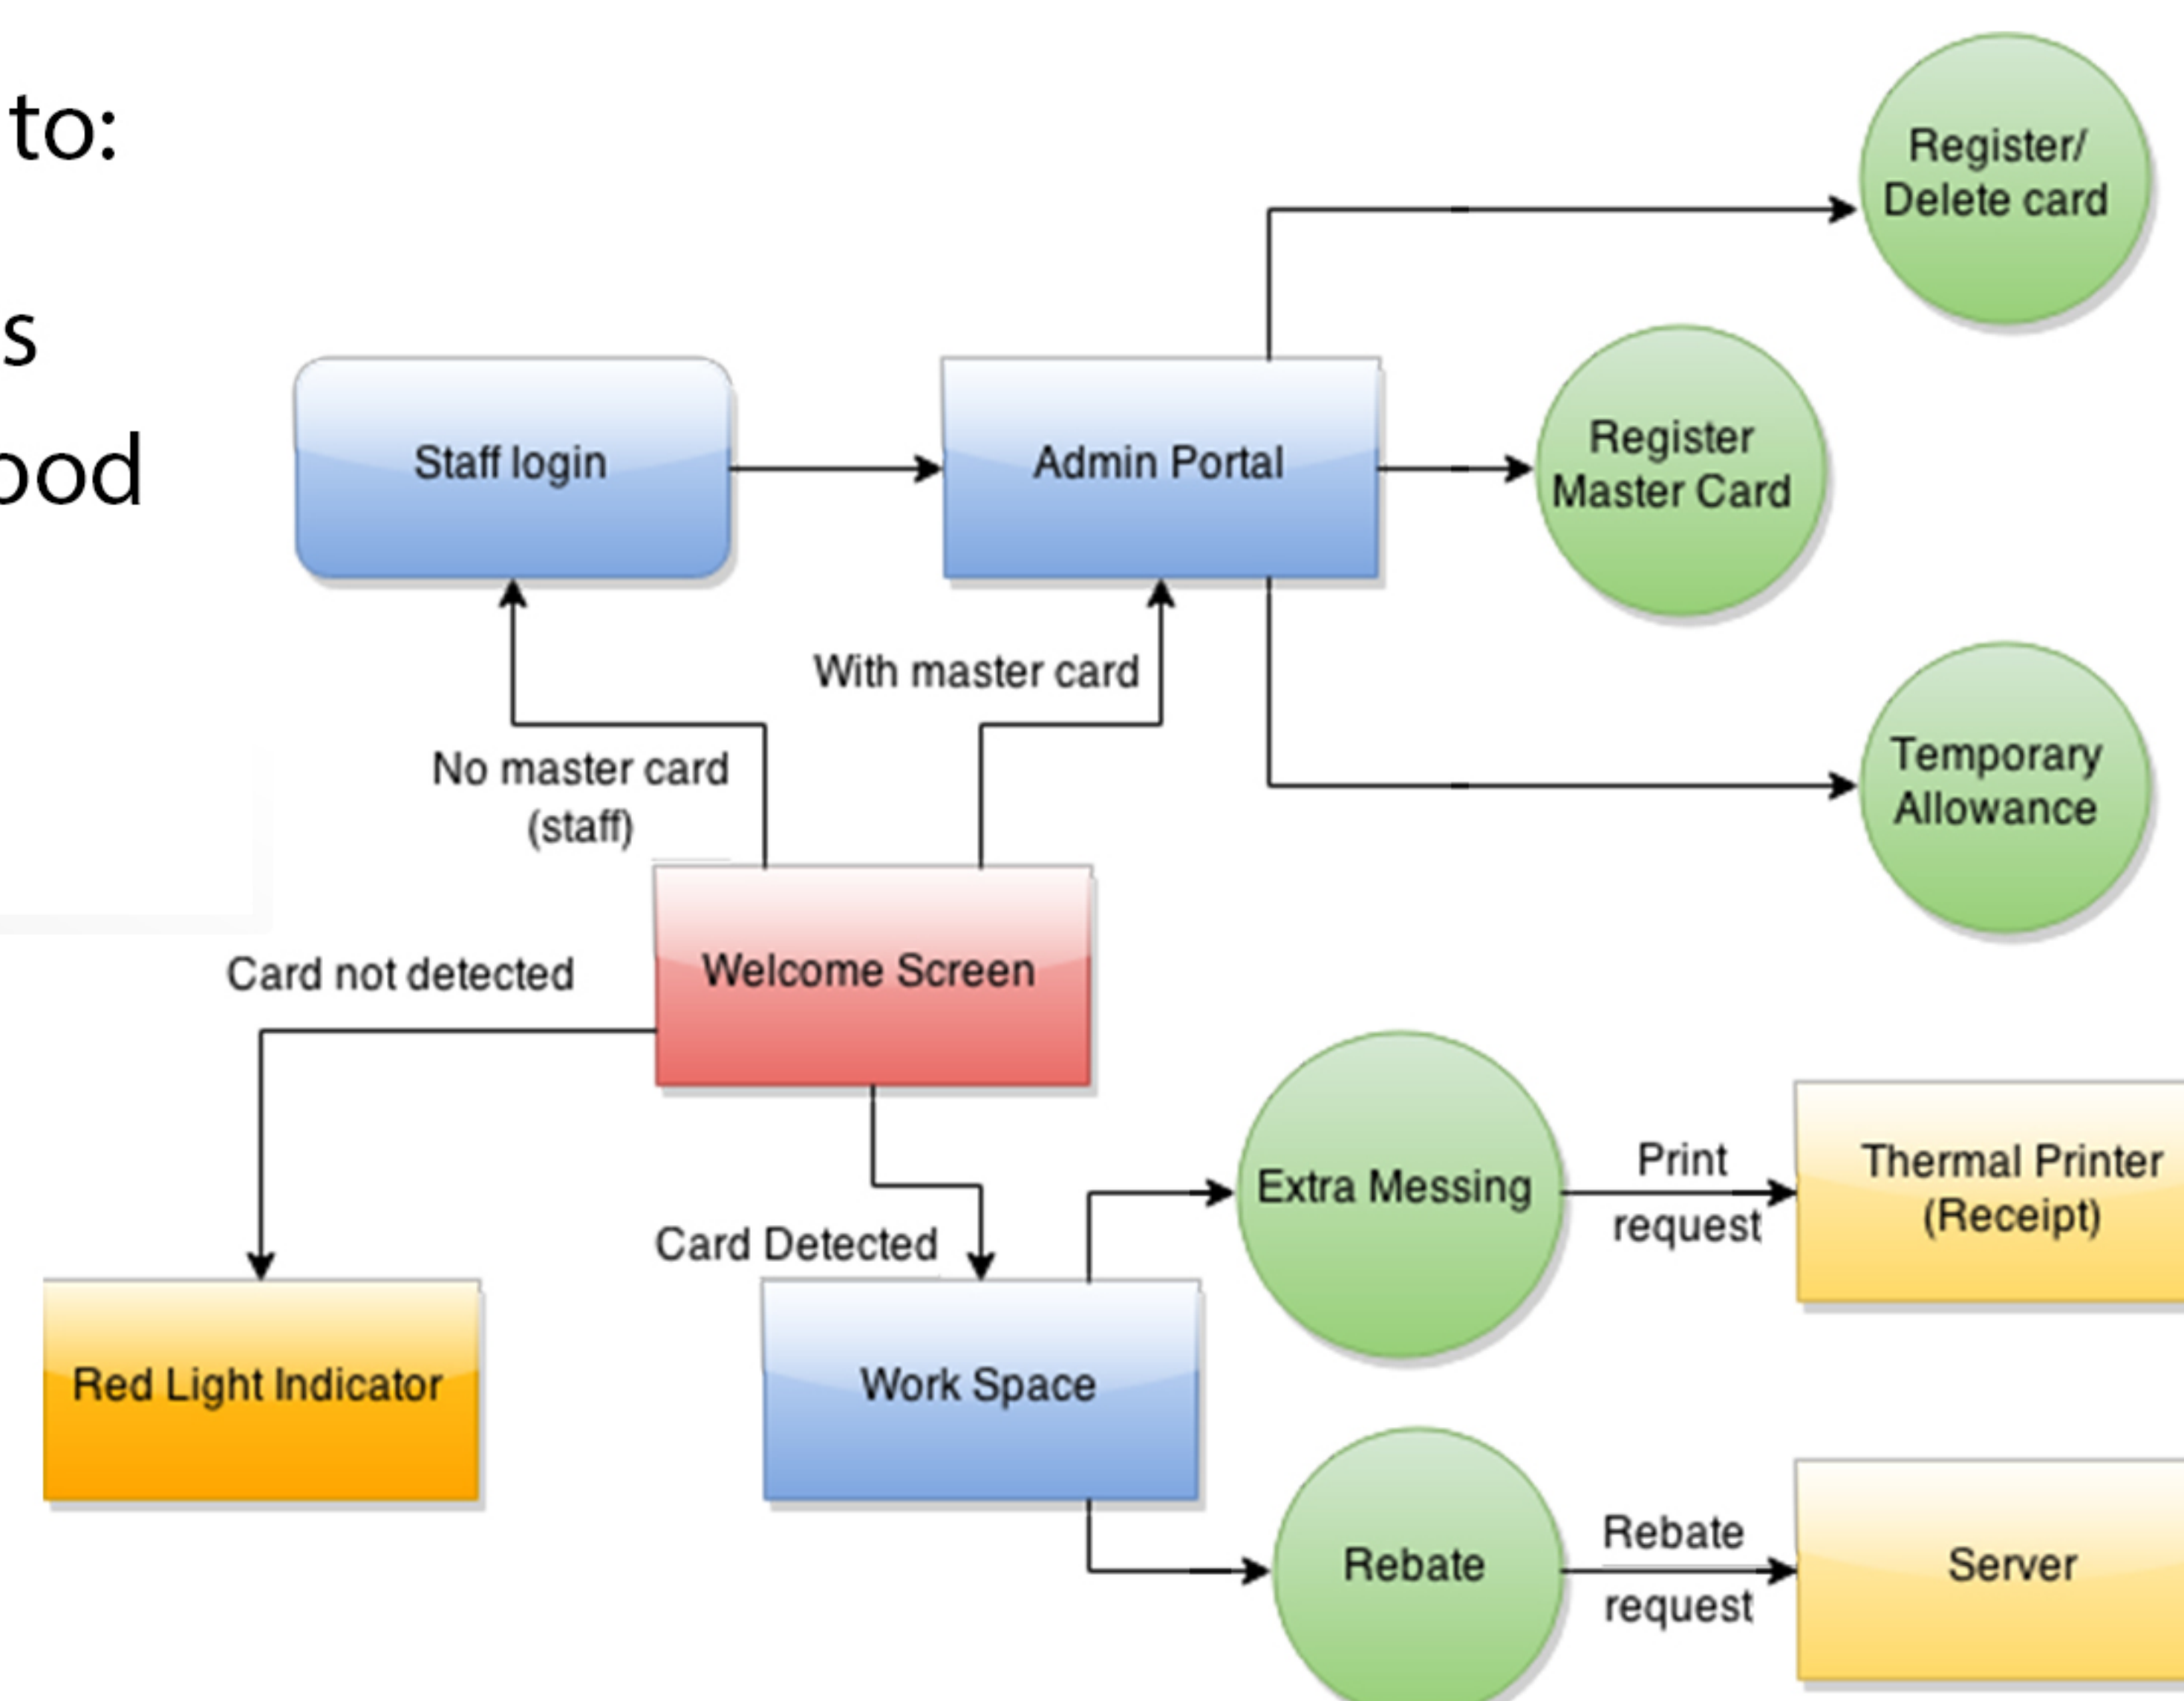 to:
s
ood
Register/
Delete card
Staff login
Admin Portal
Register
Master Card
With master card
No master card
(staff)
Temporary
Allowance
Welcome Screen
Card not detected
Extra Messing
Print
request
Thermal Printer
(Receipt)
Card Detected
Red Light Indicator
Work Space
Rebate
Rebate
request
Server